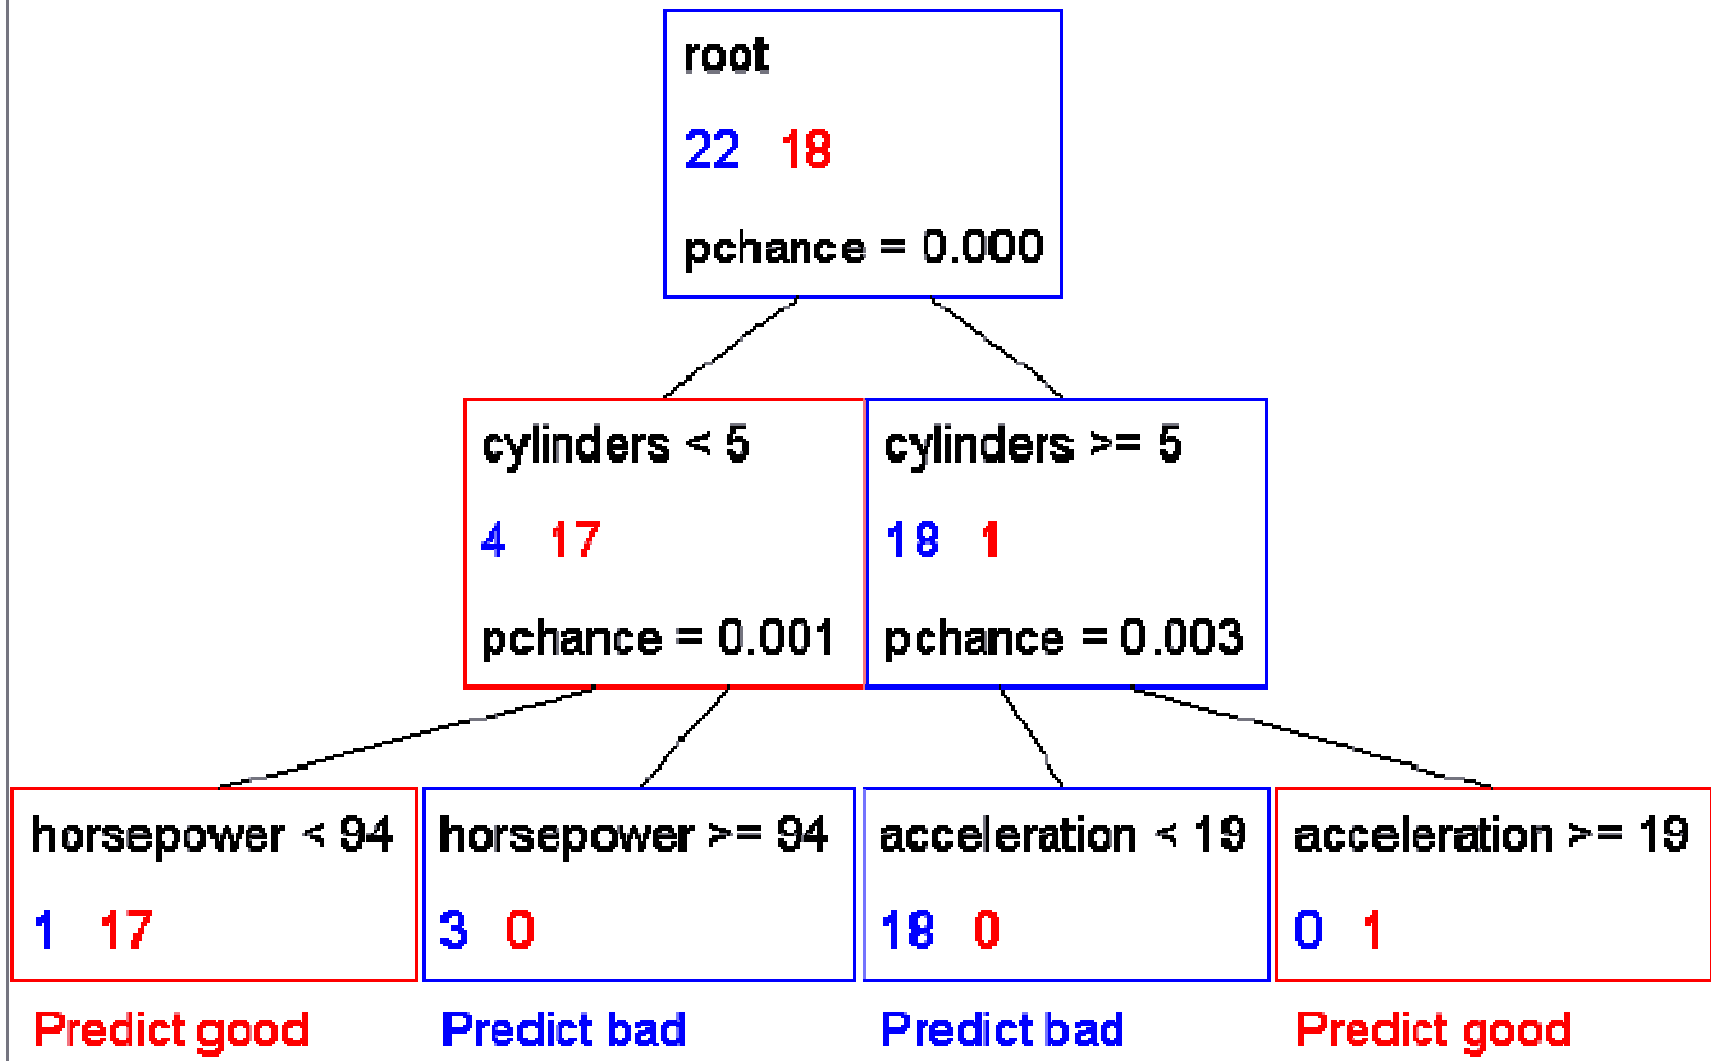 root
22 18
pchance = 0.000
cylinders < 5
4 17
pchance = 0.001
cylinders >= 5
18 1
pchance = 0.003
horsepower < 94
1 17
Predict good
horsepower >= 94
3 0
Predict bad
acceleration < 19
18 0
Predict bad
acceleration >= 19
0 1
Predict good